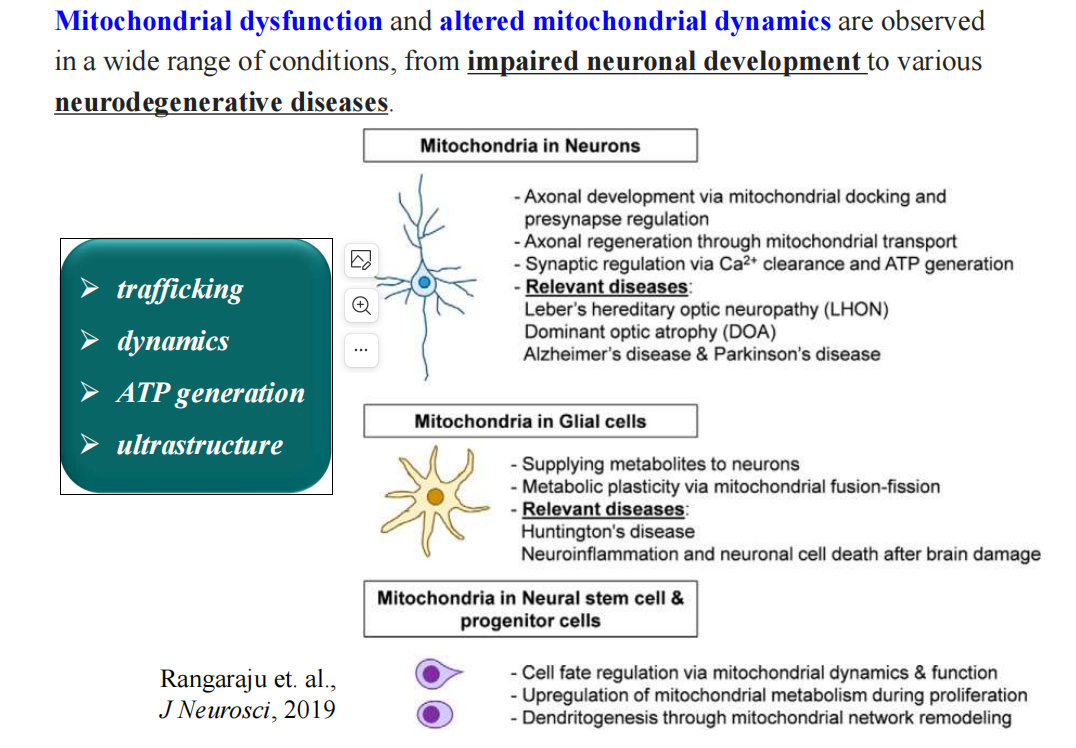 Mitochondrial dysfunction and altered mitochondrial dynamics are observed
in a wide range of conditions, from impaired neuronal development to various
neurodegenerative diseases.
➢ trafficking
➢ dynamics
➢ ATP generation
➢ ultrastructure
Mitochondria in Neurons
- Axonal development via mitochondrial docking and
presynapse regulation
- Axonal regeneration through mitochondrial transport
- Synaptic regulation via Ca²⁺ clearance and ATP generation
- Relevant diseases:
Leber's hereditary optic neuropathy (LHON)
Dominant optic atrophy (DOA)
Alzheimer's disease & Parkinson's disease
Mitochondria in Glial cells
- Supplying metabolites to neurons
- Metabolic plasticity via mitochondrial fusion-fission
- Relevant diseases:
Huntington's disease
Neuroinflammation and neuronal cell death after brain damage
Mitochondria in Neural stem cell &
progenitor cells
- Cell fate regulation via mitochondrial dynamics & function
- Upregulation of mitochondrial metabolism during proliferation
- Dendritogenesis through mitochondrial network remodeling
Rangaraju et. al.,
J Neurosci, 2019